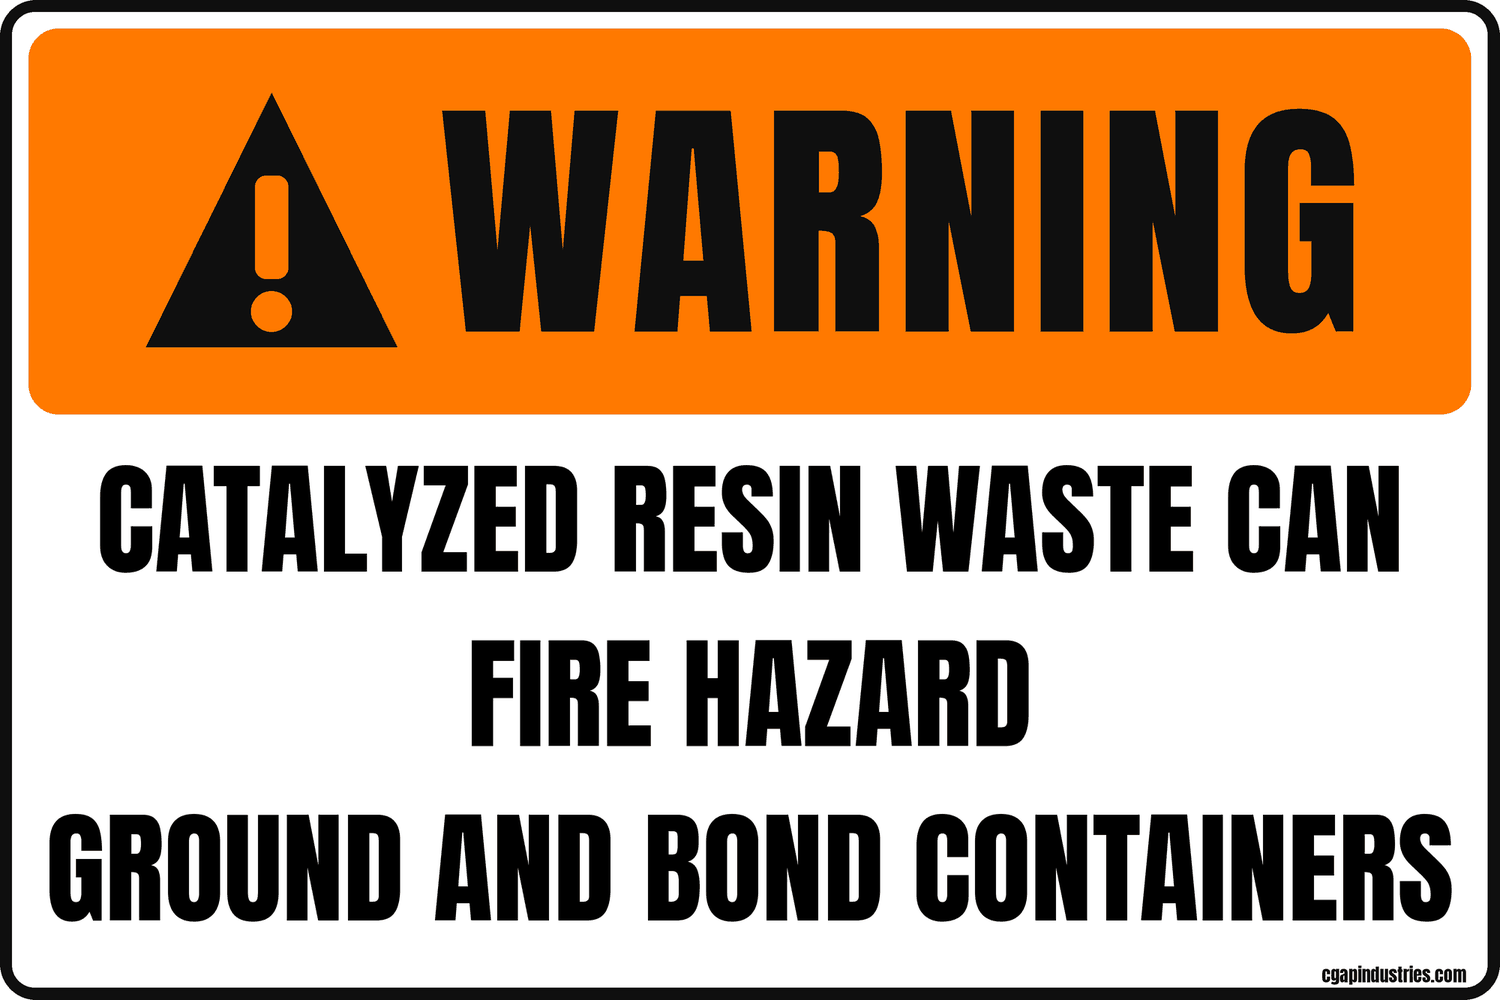 WARNING
CATALYZED RESIN WASTE CAN
FIRE HAZARD
GROUND AND BOND CONTAINERS
cgapindustries.com